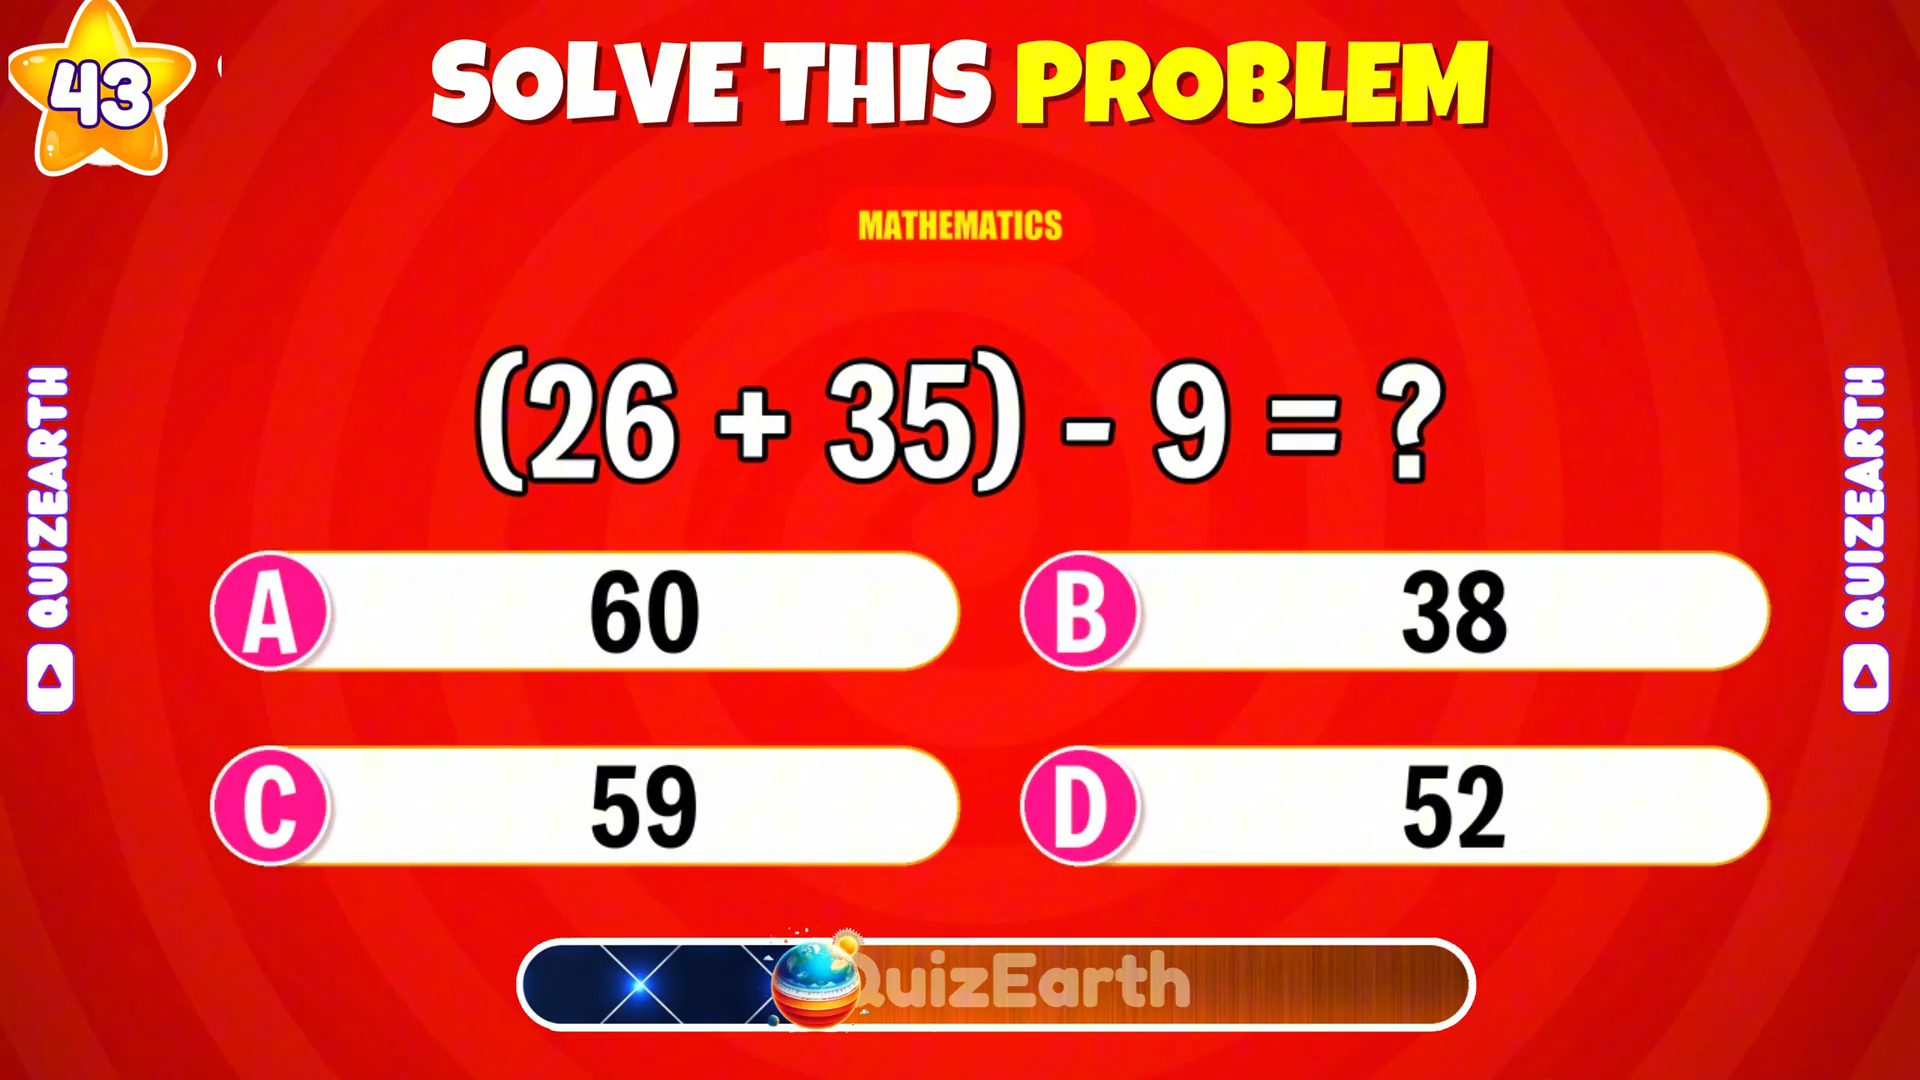 43
SOLVE THIS PROBLEM
MATHEMATICS
(26 + 35) - 9 = ?
A 60
B 38
C 59
D 52
QUIZEARTH
QUIZEARTH
QuizEarth